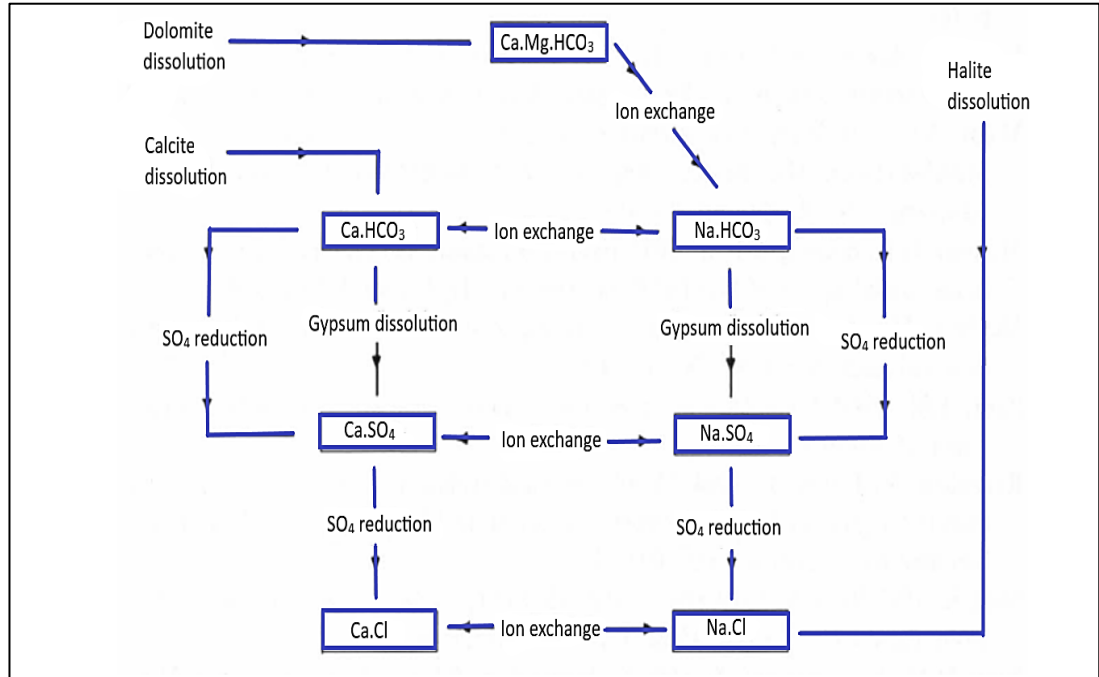 Dolomite
dissolution
Ca.Mg.HCO₃
Halite
dissolution
Ion exchange
Calcite
dissolution
Ca.HCO₃
Ion exchange
Na.HCO₃
Gypsum dissolution
Gypsum dissolution
SO₄ reduction
SO₄ reduction
Ca.SO₄
Ion exchange
Na.SO₄
SO₄ reduction
SO₄ reduction
Ca.Cl
Ion exchange
Na.Cl